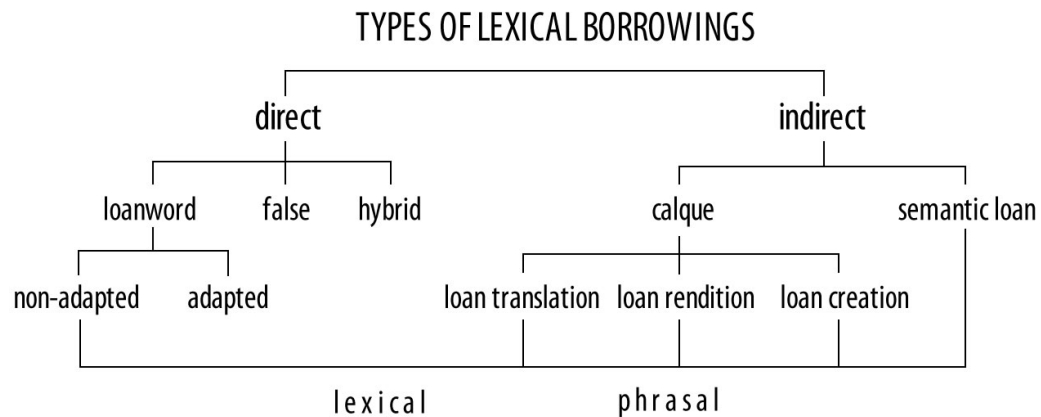 TYPES OF LEXICAL BORROWINGS
direct indirect
loanword false hybrid calque semantic loan
non-adapted adapted loan translation loan rendition loan creation
lexical phrasal